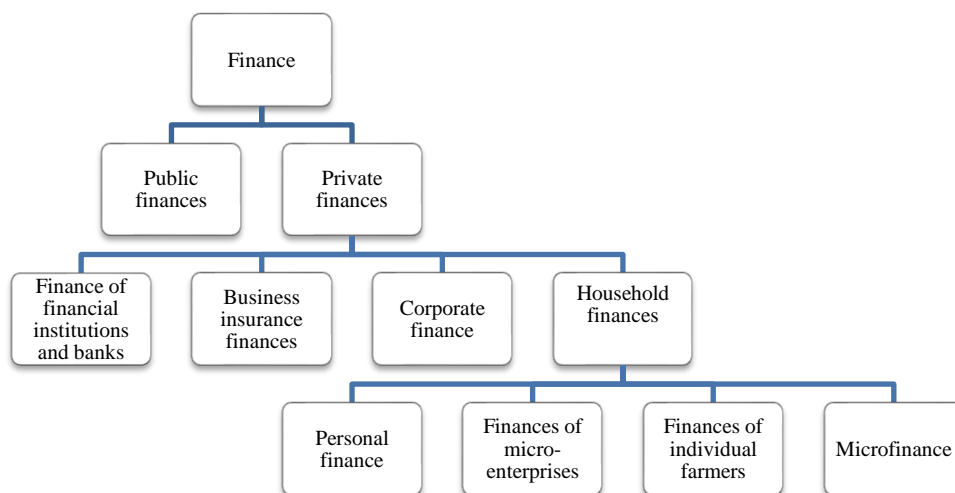 Finance
Public
finances
Private
finances
Finance of
financial
institutions
and banks
Business
insurance
finances
Corporate
finance
Household
finances
Personal
finance
Finances of
micro-
enterprises
Finances of
individual
farmers
Microfinance